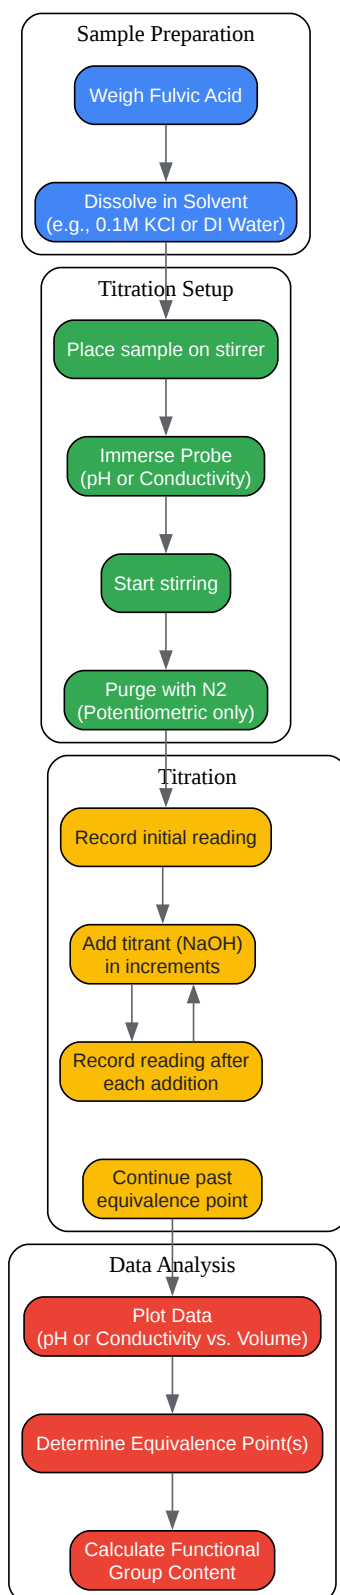 Sample Preparation
Weigh Fulvic Acid
Dissolve in Solvent
(e.g., 0.1M KCl or DI Water)
Titration Setup
Place sample on stirrer
Immerse Probe
(pH or Conductivity)
Start stirring
Purge with N2
(Potentiometric only)
Titration
Record initial reading
Add titrant (NaOH)
in increments
Record reading after
each addition
Continue past
equivalence point
Data Analysis
Plot Data
(pH or Conductivity vs. Volume)
Determine Equivalence Point(s)
Calculate Functional
Group Content